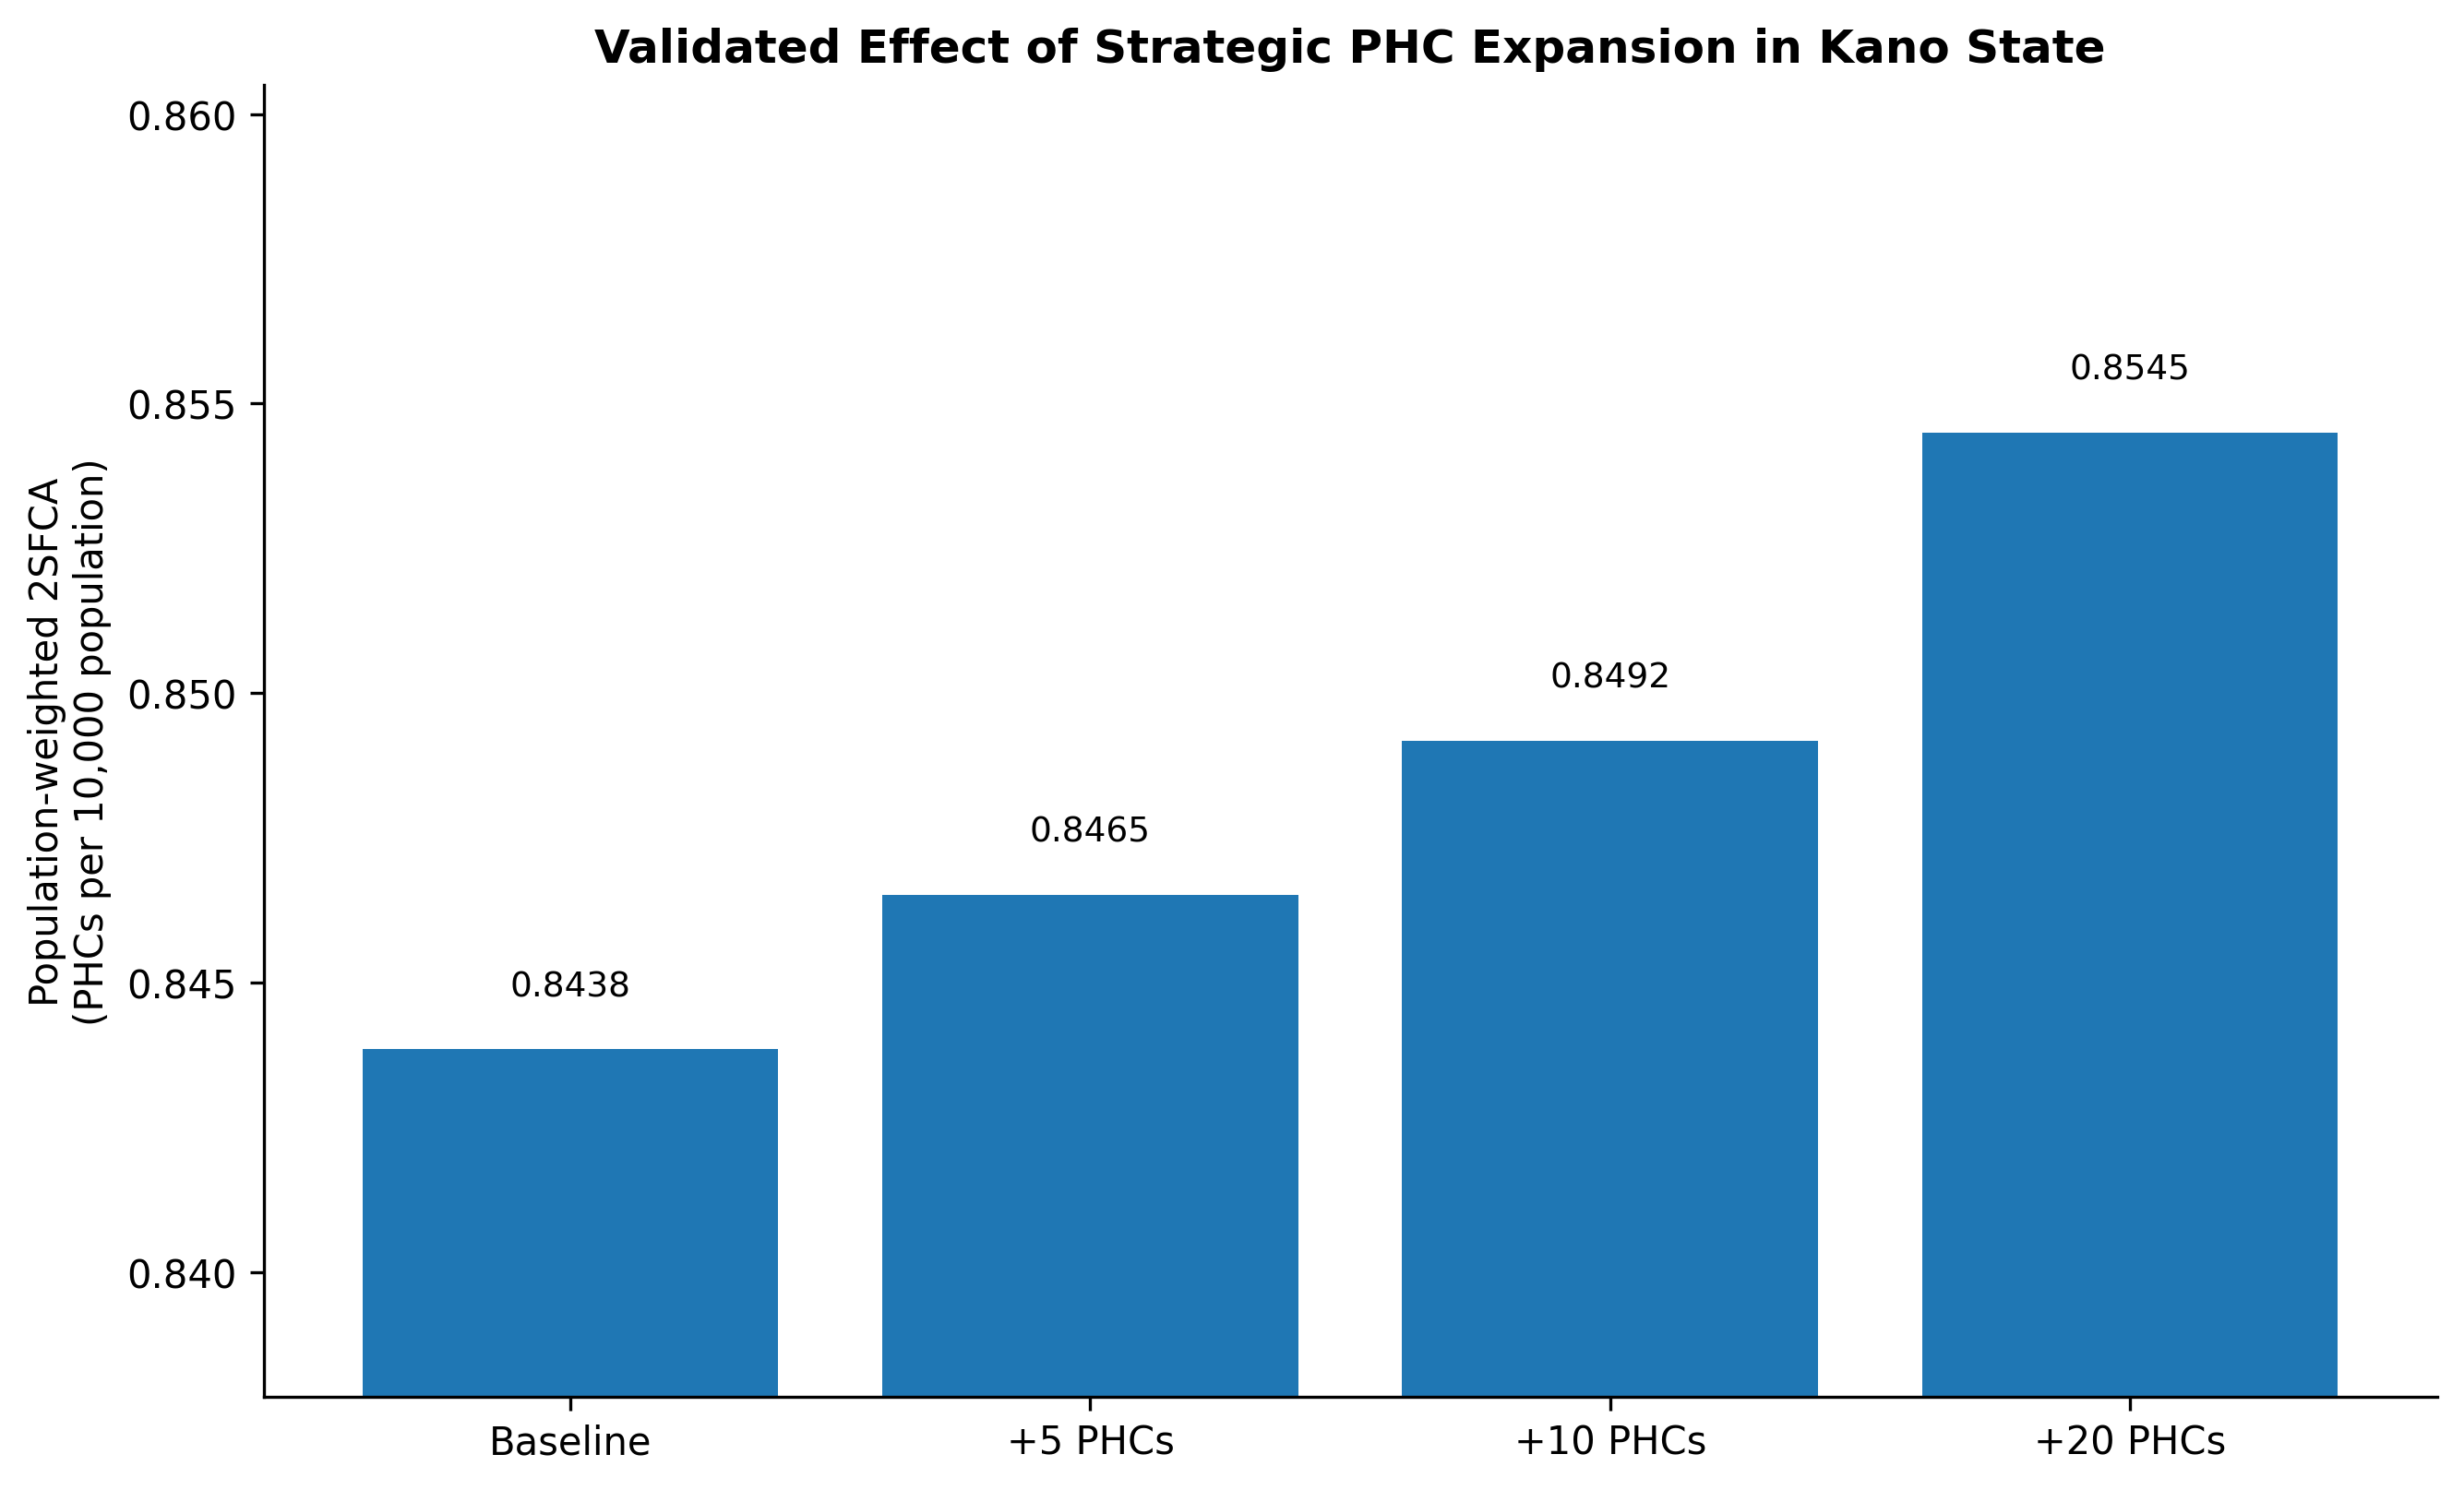 Validated Effect of Strategic PHC Expansion in Kano State
Population-weighted 2SFCA
(PHCs per 10,000 population)
0.860
0.855
0.850
0.845
0.840
0.8438
0.8465
0.8492
0.8545
Baseline
+5 PHCs
+10 PHCs
+20 PHCs